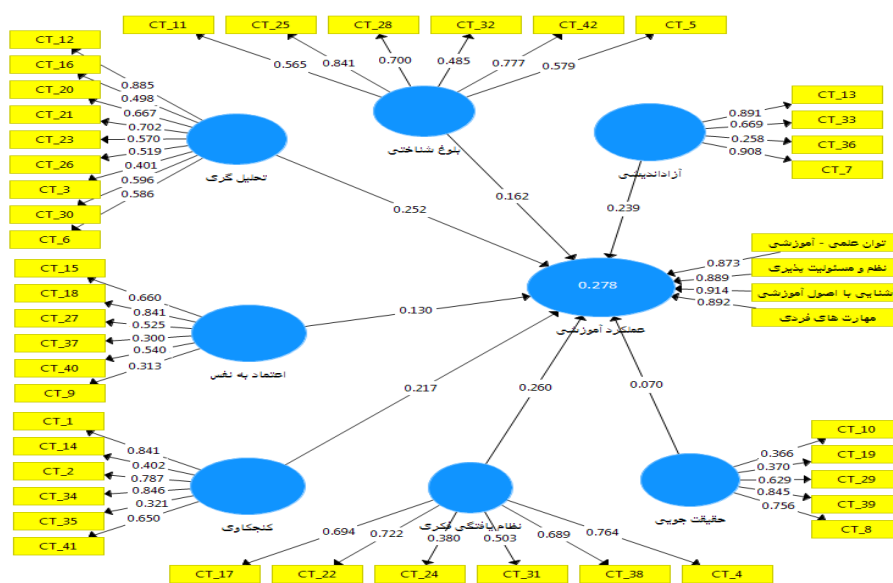 CT_11
CT_25
CT_28
CT_32
CT_42
CT_5
0.565
0.841
0.700
0.485
0.777
0.579
بلوغ شناختی
CT_12
CT_16
CT_20
CT_21
CT_23
CT_26
CT_3
CT_30
CT_6
0.885
0.498
0.667
0.702
0.570
0.519
0.401
0.596
0.586
تحلیل گری
CT_13
CT_33
CT_36
CT_7
0.891
0.669
0.258
0.908
آزاداندیشی
0.252
0.162
0.239
توان علمی - آموزشی
نظم و مسئولیت پذیری
شنایی با اصول آموزشی
مهارت های فردی
0.873
0.889
0.914
0.892
0.278
عملکرد آموزشی
CT_15
CT_18
CT_27
CT_37
CT_40
CT_9
0.660
0.841
0.525
0.300
0.540
0.313
اعتماد به نفس
0.130
0.217
0.260
0.070
CT_1
CT_14
CT_2
CT_34
CT_35
CT_41
0.841
0.402
0.787
0.846
0.321
0.650
کنجکاوی
نظام یافتگی فکری
0.694
0.722
0.380
0.503
0.689
0.764
CT_17
CT_22
CT_24
CT_31
CT_38
CT_4
CT_10
CT_19
CT_29
CT_39
CT_8
0.366
0.370
0.629
0.845
0.756
حقیقت جویی